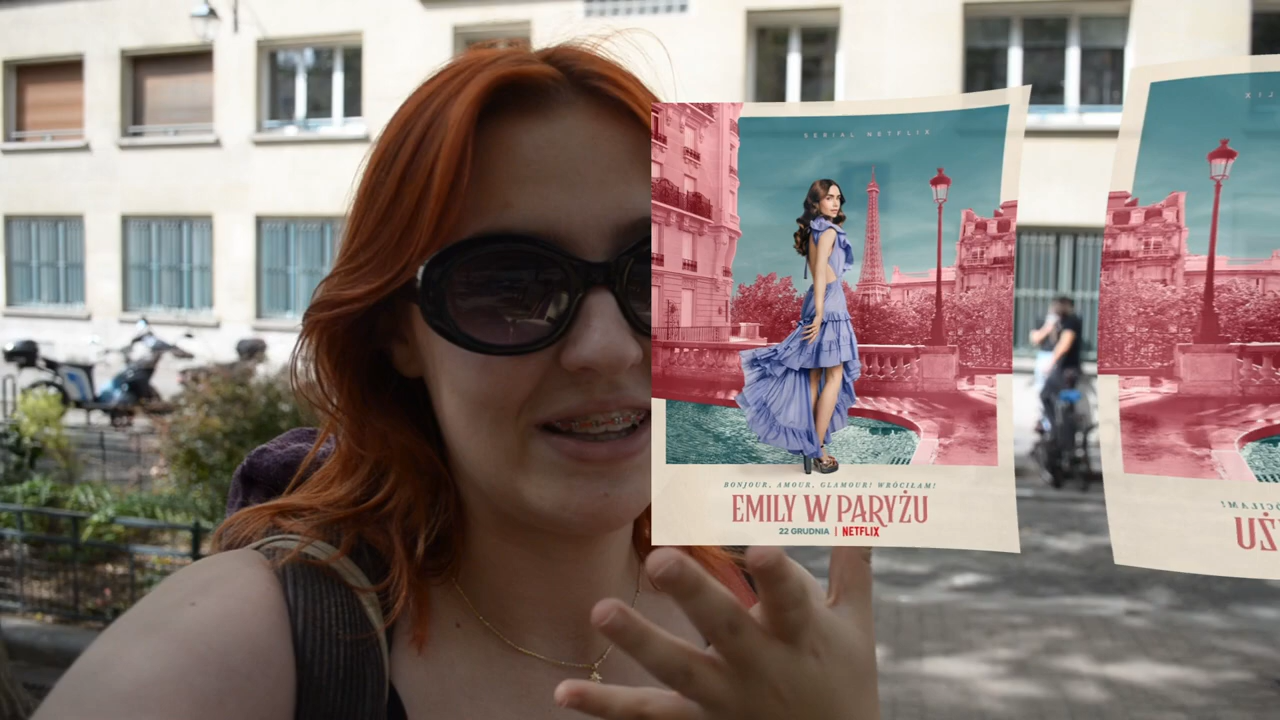 SERIAL NETFLIX
BONJOUR, AMOUR, GLAMOUR! WRÓCIŁAM!
EMILY W PARYŻU
22 GRUDNIA | NETFLIX